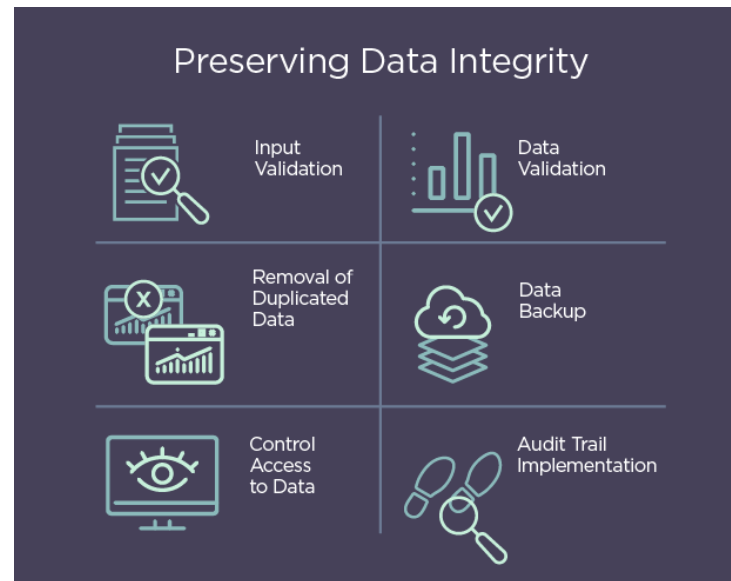 Preserving Data Integrity
Input
Validation
Data
Validation
Removal of
Duplicated
Data
Data
Backup
Control
Access
to Data
Audit Trail
Implementation
X